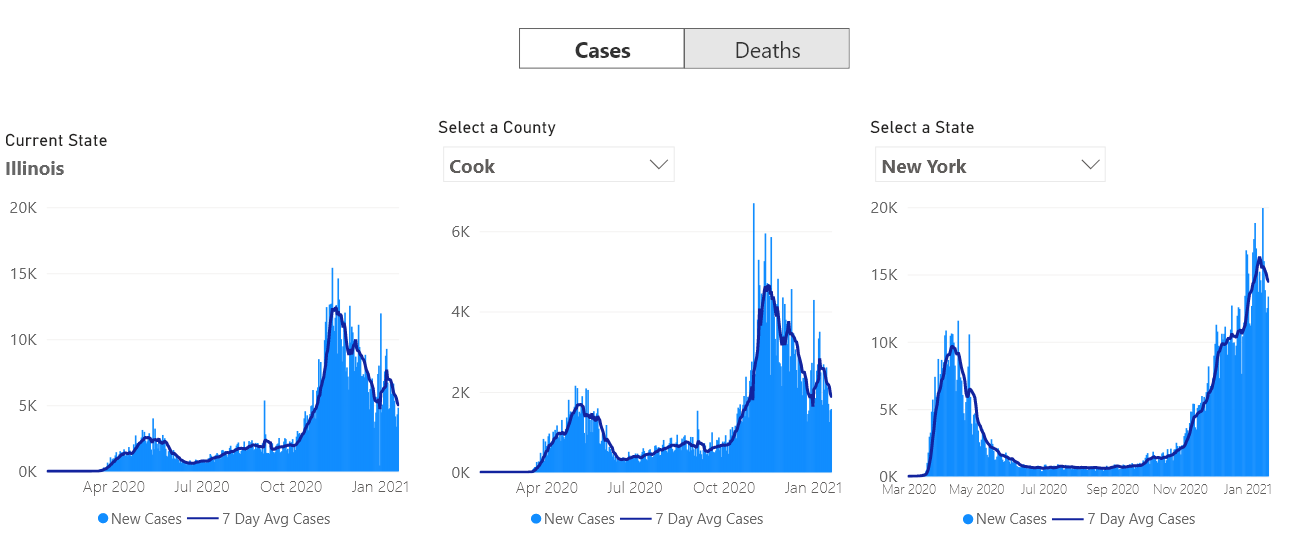 Cases Deaths
Current State
Illinois
20K
15K
10K
5K
0K
Apr 2020 Jul 2020 Oct 2020 Jan 2021
New Cases 7 Day Avg Cases
Select a County
Cook
6K
4K
2K
0K
Apr 2020 Jul 2020 Oct 2020 Jan 2021
New Cases 7 Day Avg Cases
Select a State
New York
20K
15K
10K
5K
0K
Mar 2020 May 2020 Jul 2020 Sep 2020 Nov 2020 Jan 2021
New Cases 7 Day Avg Cases